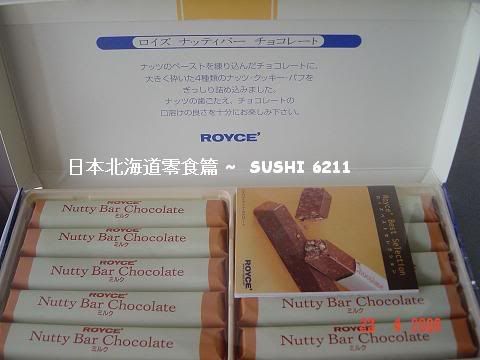 ロイズ ナッティバー チョコレート
ナッツのペーストを練り込んだチョコレートに、
大きく砕いた4種類のナッツ・クッキー・パフを
ぎっしり詰め込みました。
ナッツの歯ごたえ、チョコレートの
口溶けの良さを十分にお楽しみ下さい。
ROYCE'
日本北海道零食篇 ~ SUSHI 6211
ROYCE'
Nutty Bar Chocolate
ミルク
ROYCE'
Nutty Bar Chocolate
ミルク
ROYCE'
Nutty Bar Chocolate
ミルク
ROYCE'
Nutty Bar Chocolate
ミルク
ROYCE'
Nutty Bar Chocolate
ミルク
Royce' Best Selection
ROYCE'
Chocolate
ROYCE'
Nutty Bar Chocolate
ミルク
ROYCE'
Nutty Bar Chocolate
ミルク